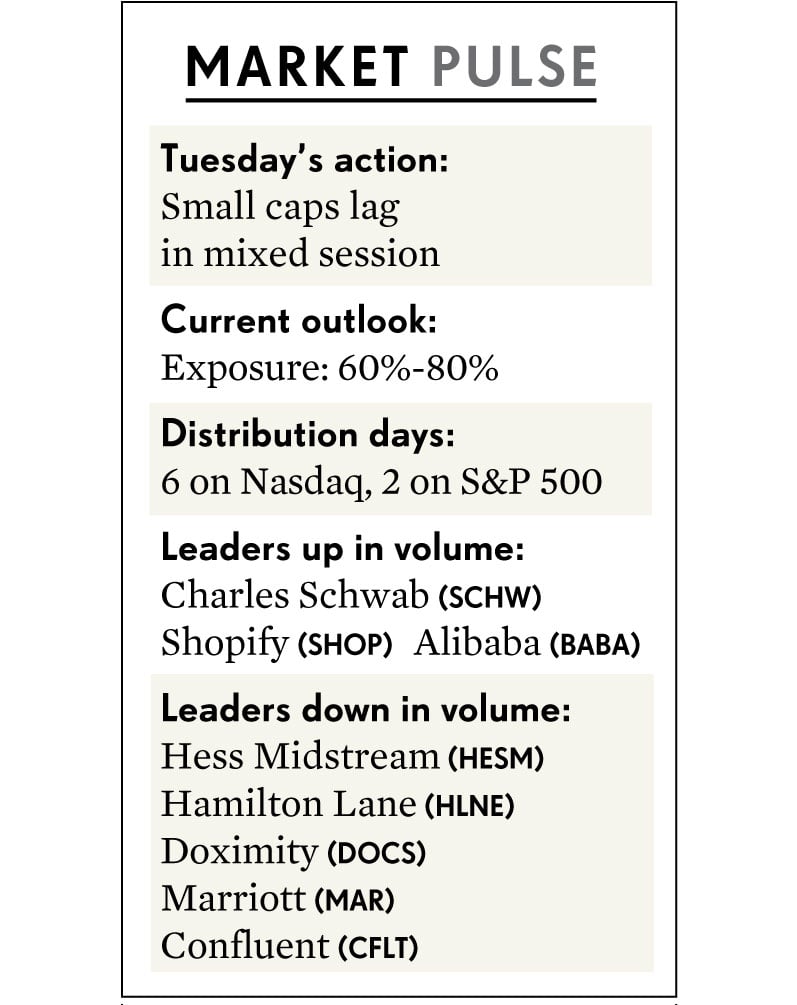 MARKET PULSE
Tuesday’s action:
Small caps lag
in mixed session
Current outlook:
Exposure: 60%-80%
Distribution days:
6 on Nasdaq, 2 on S&P 500
Leaders up in volume:
Charles Schwab (SCHW)
Shopify (SHOP) Alibaba (BABA)
Leaders down in volume:
Hess Midstream (HESM)
Hamilton Lane (HLNE)
Doximity (DOCS)
Marriott (MAR)
Confluent (CFLT)